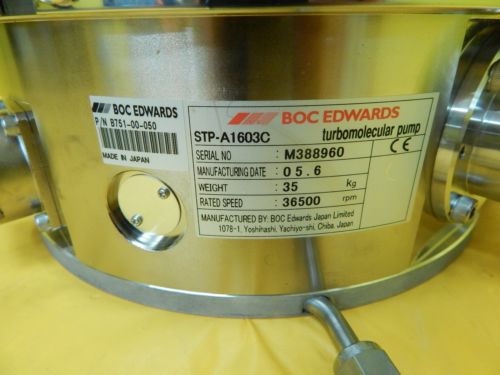 BOC EDWARDS
P/N B751-00-050
MADE IN JAPAN
BOC EDWARDS
STP-A1603C turbomolecular pump
SERIAL NO : M388960
MANUFACTURING DATE : 05.6
WEIGHT : 35 Kg
RATED SPEED : 36500 rpm
CE
MANUFACTURED BY: BOC Edwards Japan Limited
1078-1, Yoshihashi, Yachiyo-shi, Chiba, Japan